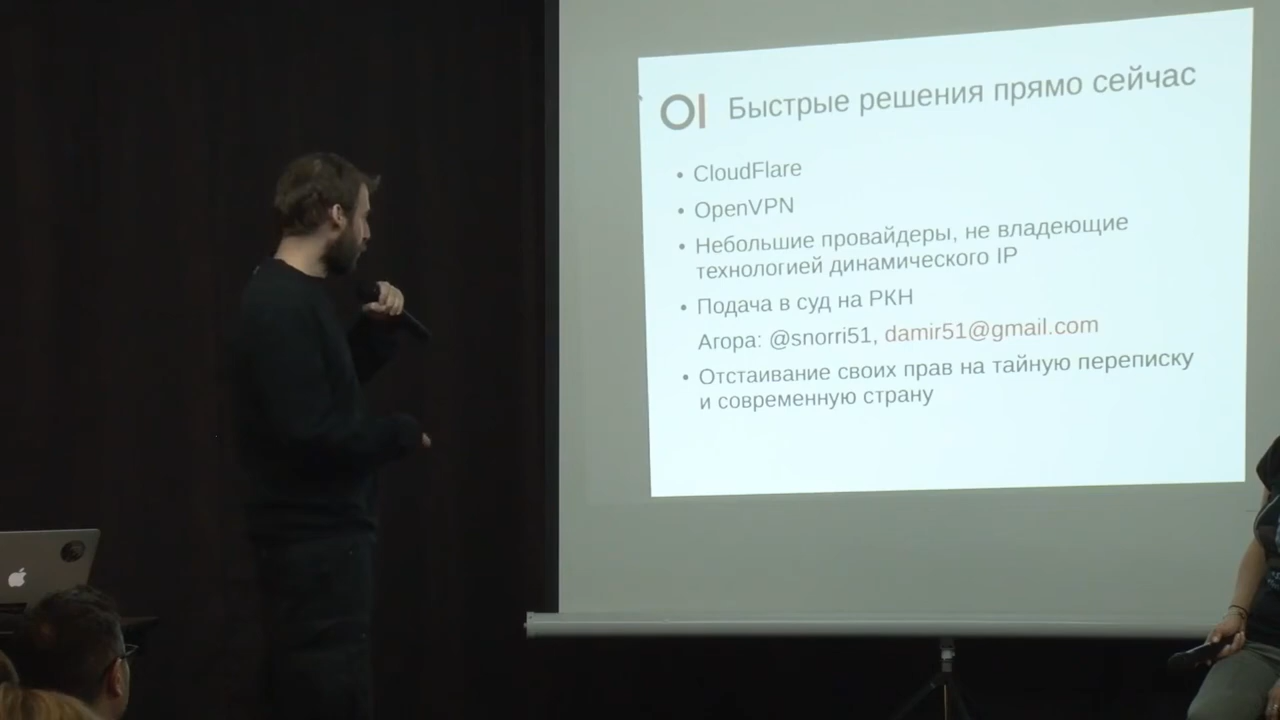 Быстрые решения прямо сейчас
• CloudFlare
• OpenVPN
• Небольшие провайдеры, не владеющие
технологией динамического IP
• Подача в суд на РКН
Агора: @snorri51, damir51@gmail.com
• Отстаивание своих прав на тайную переписку
и современную страну